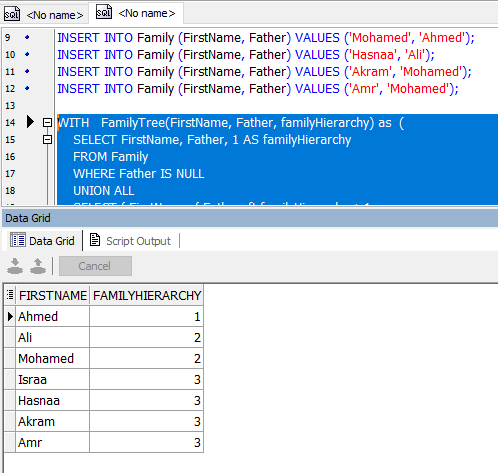 SQL <No name> SQL <No name>
9 INSERT INTO Family (FirstName, Father) VALUES ('Mohamed', 'Ahmed');
10 INSERT INTO Family (FirstName, Father) VALUES ('Hasnaa', 'Ali');
11 INSERT INTO Family (FirstName, Father) VALUES ('Akram', 'Mohamed');
12 INSERT INTO Family (FirstName, Father) VALUES ('Amr', 'Mohamed');
13
14 WITH FamilyTree(FirstName, Father, familyHierarchy) as (
15 SELECT FirstName, Father, 1 AS familyHierarchy
16 FROM Family
17 WHERE Father IS NULL
18 UNION ALL
Data Grid
Data Grid Script Output
Cancel
FIRSTNAME FAMILYHIERARCHY
Ahmed 1
Ali 2
Mohamed 2
Israa 3
Hasnaa 3
Akram 3
Amr 3